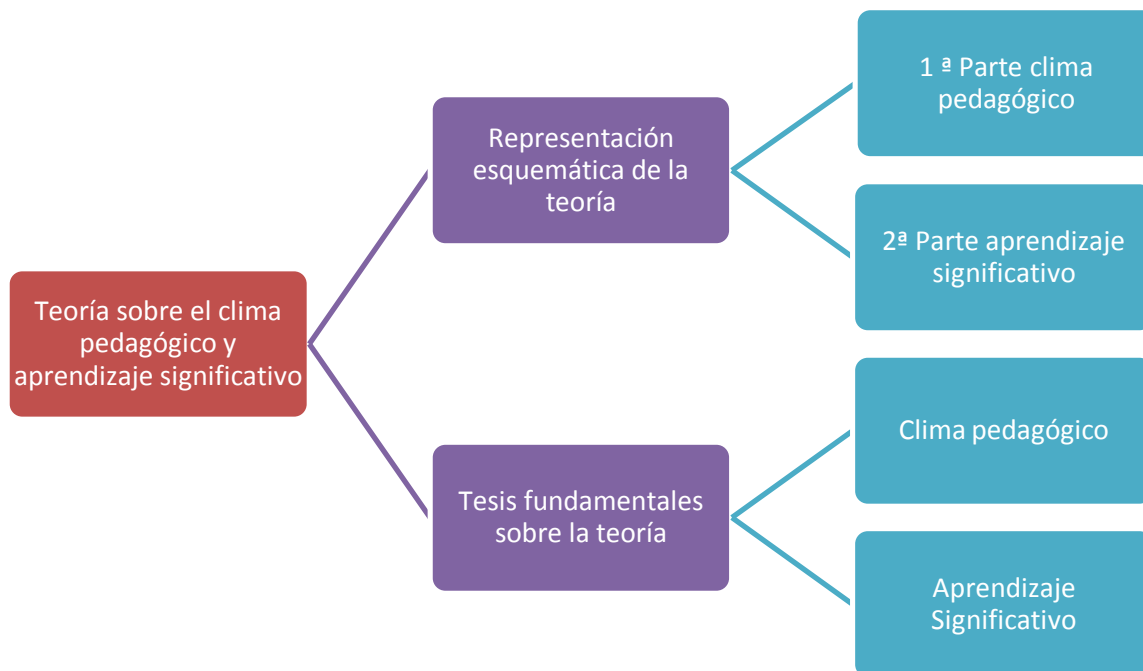 Teoría sobre el clima
pedagógico y
aprendizaje significativo
Representación
esquemática de la
teoría
1 ª Parte clima
pedagógico
2ª Parte aprendizaje
significativo
Tesis fundamentales
sobre la teoría
Clima pedagógico
Aprendizaje
Significativo